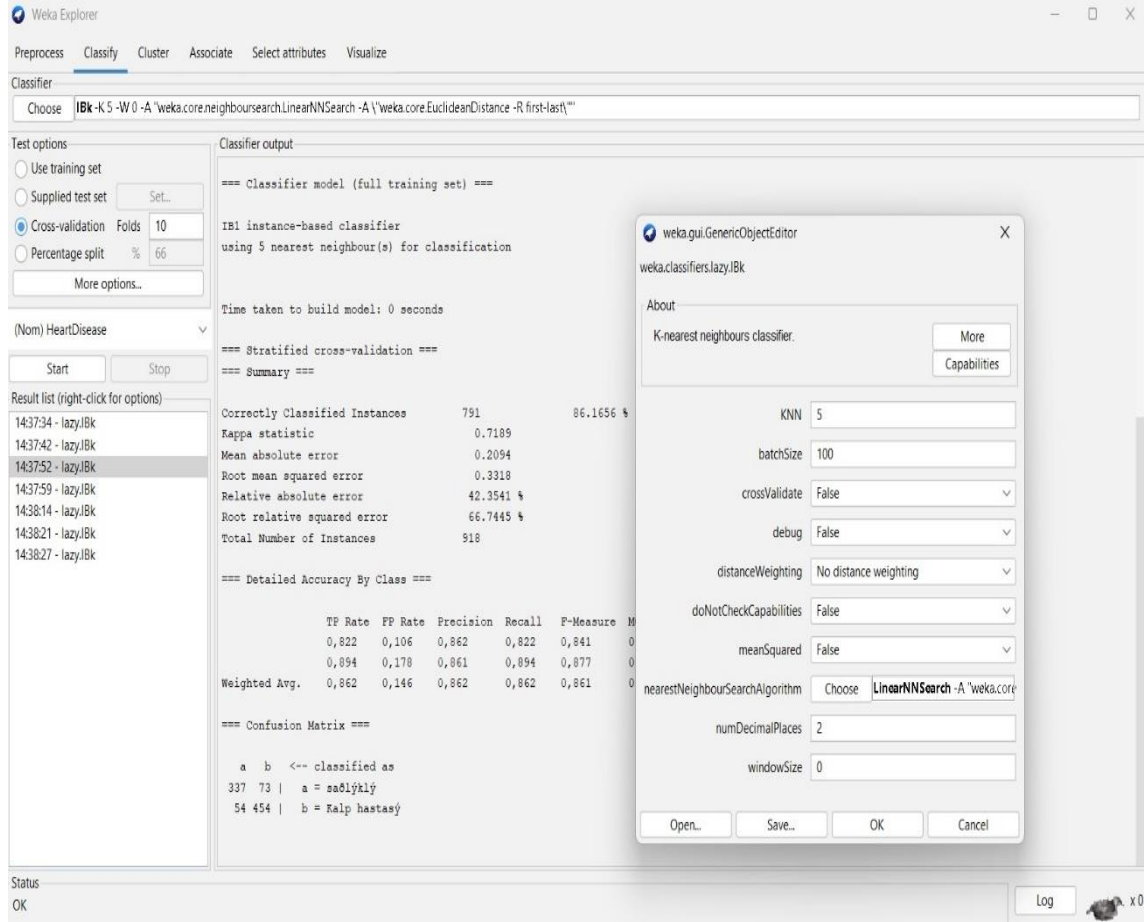 Weka Explorer
Preprocess Classify Cluster Associate Select attributes Visualize
Classifier
Choose IBk -K 5 -W 0 -A "weka.core.neighboursearch.LinearNNSearch -A \"weka.core.EuclideanDistance -R first-last\""
Test options
Use training set
Supplied test set Set...
Cross-validation Folds 10
Percentage split % 66
More options...
(Nom) HeartDisease
Start Stop
Result list (right-click for options)
14:37:34 - lazy.IBk
14:37:42 - lazy.IBk
14:37:52 - lazy.IBk
14:37:59 - lazy.IBk
14:38:14 - lazy.IBk
14:38:21 - lazy.IBk
14:38:27 - lazy.IBk
Classifier output
=== Classifier model (full training set) ===
IB1 instance-based classifier
using 5 nearest neighbour(s) for classification
Time taken to build model: 0 seconds
=== Stratified cross-validation ===
=== Summary ===
Correctly Classified Instances 791 86.1656 %
Kappa statistic 0.7189
Mean absolute error 0.2094
Root mean squared error 0.3318
Relative absolute error 42.3541 %
Root relative squared error 66.7445 %
Total Number of Instances 918
=== Detailed Accuracy By Class ===
TP Rate FP Rate Precision Recall F-Measure M
0,822 0,106 0,862 0,822 0,841 0
0,894 0,178 0,861 0,894 0,877 0
Weighted Avg. 0,862 0,146 0,862 0,862 0,861 0
=== Confusion Matrix ===
a b <-- classified as
337 73 | a = saðlýklý
54 454 | b = Kalp hastasý
weka.gui.GenericObjectEditor
weka.classifiers.lazy.IBk
About
K-nearest neighbours classifier.
More
Capabilities
KNN 5
batchSize 100
crossValidate False
debug False
distanceWeighting No distance weighting
doNotCheckCapabilities False
meanSquared False
nearestNeighbourSearchAlgorithm Choose LinearNNSearch -A "weka.core
numDecimalPlaces 2
windowSize 0
Open... Save... OK Cancel
Status
OK
Log x 0